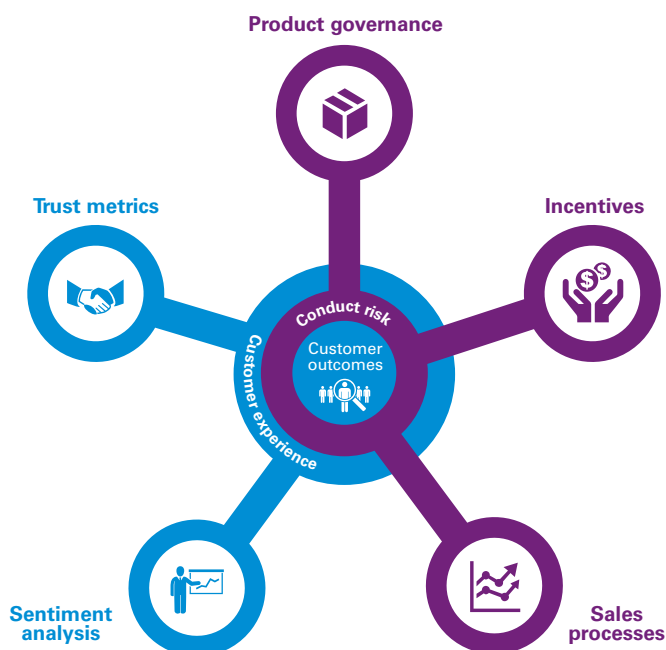 Product governance
Trust metrics
Incentives
Conduct risk
Customer
outcomes
Customer experience
$
$
Sentiment
analysis
Sales
processes